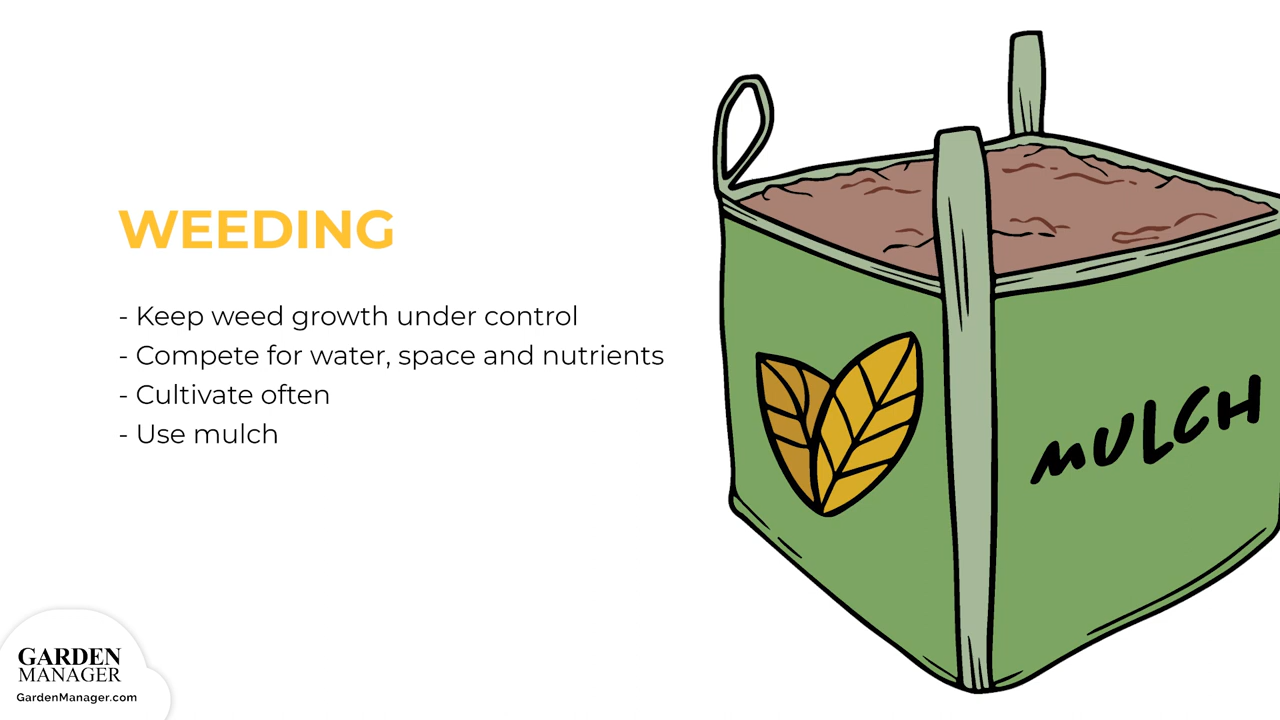 WEEDING
- Keep weed growth under control
- Compete for water, space and nutrients
- Cultivate often
- Use mulch
MULCH
GARDEN
MANAGER
GardenManager.com